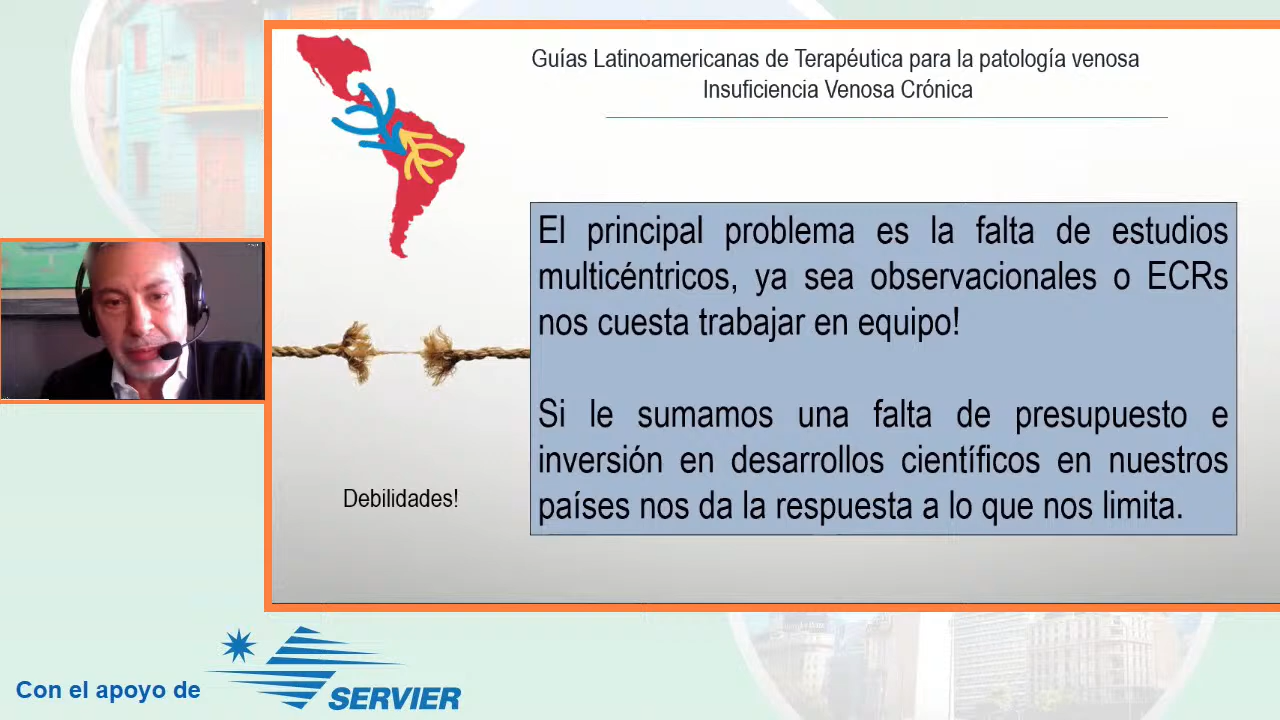 Guías Latinoamericanas de Terapéutica para la patología venosa
Insuficiencia Venosa Crónica
El principal problema es la falta de estudios
multicéntricos, ya sea observacionales o ECRs
nos cuesta trabajar en equipo!
Si le sumamos una falta de presupuesto e
inversión en desarrollos científicos en nuestros
países nos da la respuesta a lo que nos limita.
Debilidades!
Con el apoyo de
SERVIER